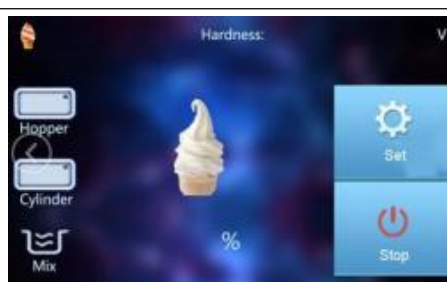 Hardness:
V
Hopper
Set
Cylinder
%
Stop
Mix